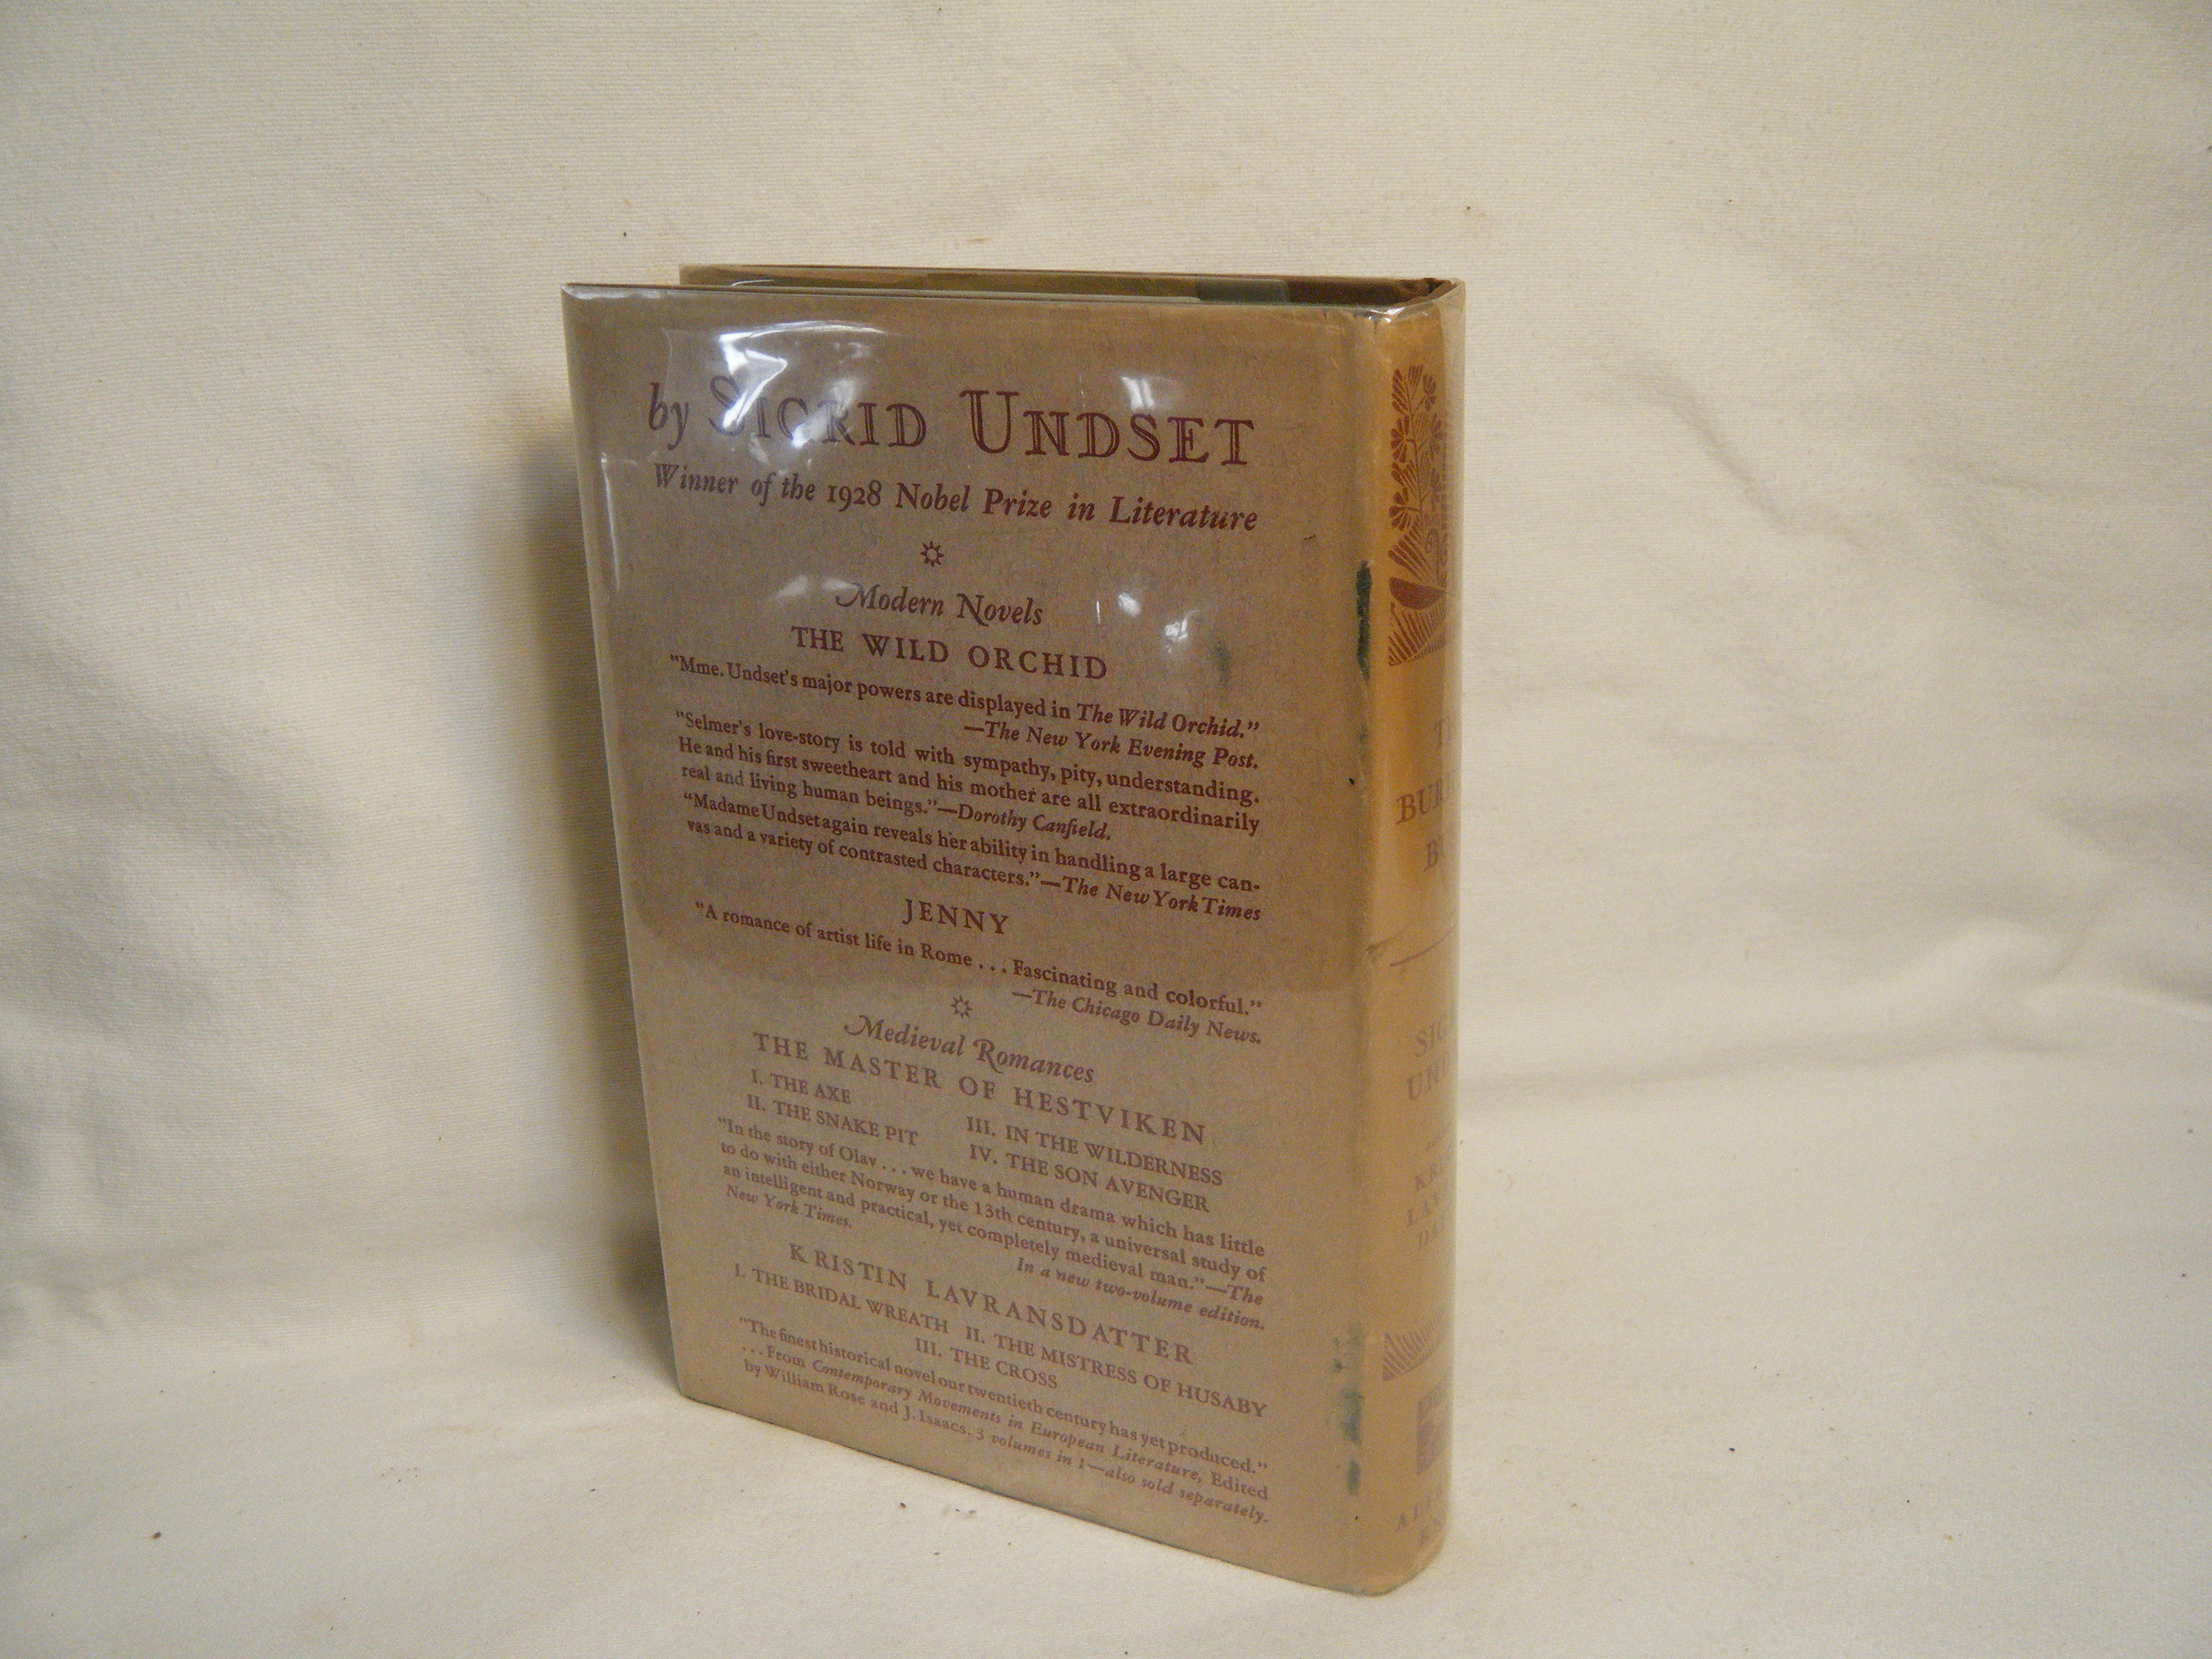 by SIGRID UNDSET
Winner of the 1928 Nobel Prize in Literature
Modern Novels
THE WILD ORCHID
"Mme. Undset's major powers are displayed in The Wild Orchid."
—The New York Evening Post.
"Selmer's love-story is told with sympathy, pity, understanding.
He and his first sweetheart and his mother are all extraordinarily
real and living human beings."—Dorothy Canfield.
"Madame Undset again reveals her ability in handling a large can-
vas and a variety of contrasted characters."—The New York Times
JENNY
"A romance of artist life in Rome . . . Fascinating and colorful."
—The Chicago Daily News.
Medieval Romances
THE MASTER OF HESTVIKEN
I. THE AXE
II. THE SNAKE PIT
III. IN THE WILDERNESS
IV. THE SON AVENGER
"In the story of Olav . . . we have a human drama which has little
to do with either Norway or the 13th century, a universal study of
an intelligent and practical, yet completely medieval man."—The
New York Times.
In a new two-volume edition.
KRISTIN LAVRANSDATTER
I. THE BRIDAL WREATH II. THE MISTRESS OF HUSABY
III. THE CROSS
"The finest historical novel our twentieth century has yet produced."
. . . From Contemporary Movements in European Literature, Edited
by William Rose and J. Isaacs. 3 volumes in 1—also sold separately.